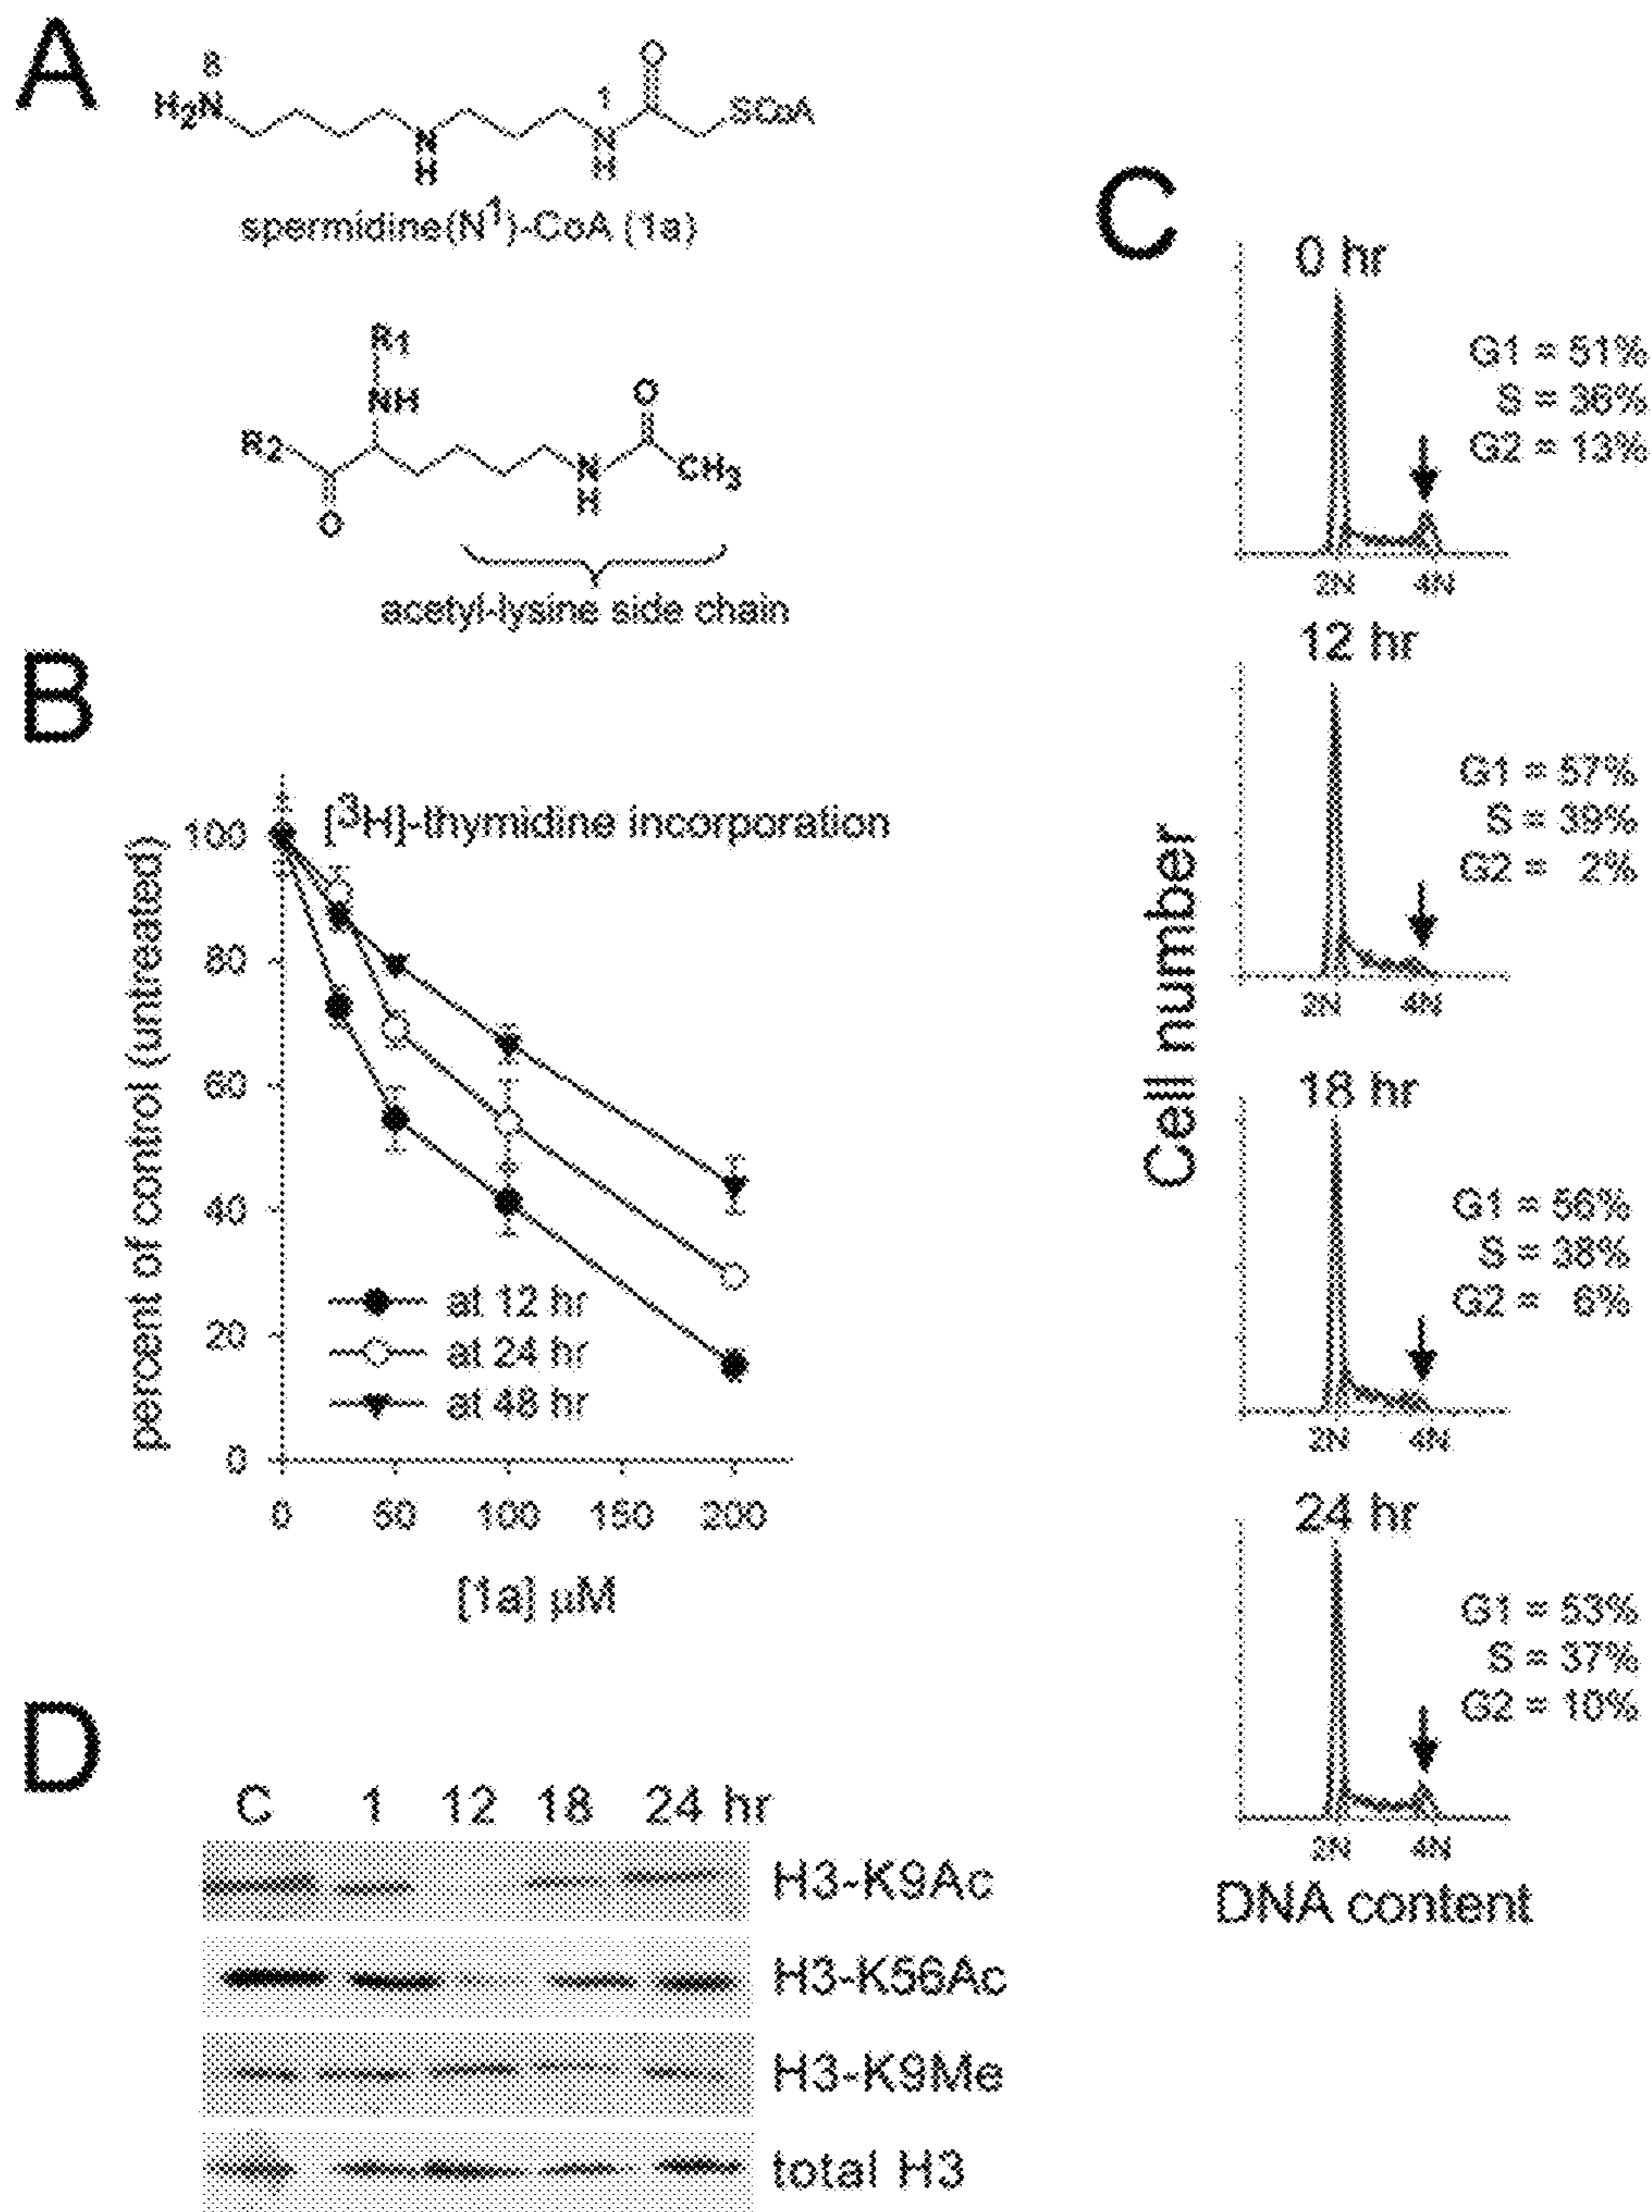 A
8
H2N
N
H
1
N
H
O
SCoA
spermidine(N1)-CoA (1a)
R1
NH
R2
O
N
H
O
CH3
acetyl-lysine side chain
B
[3H]-thymidine incorporation
percent of control (untreated)
100
80
60
40
20
0
at 12 hr
at 24 hr
at 48 hr
0 50 100 150 200
[1a] µM
C
Cell number
0 hr
G1 = 51%
S = 36%
G2 = 13%
2N 4N
12 hr
G1 = 57%
S = 39%
G2 = 2%
2N 4N
18 hr
G1 = 56%
S = 38%
G2 = 6%
2N 4N
24 hr
G1 = 53%
S = 37%
G2 = 10%
2N 4N
DNA content
D
C 1 12 18 24 hr
H3-K9Ac
H3-K56Ac
H3-K9Me
total H3